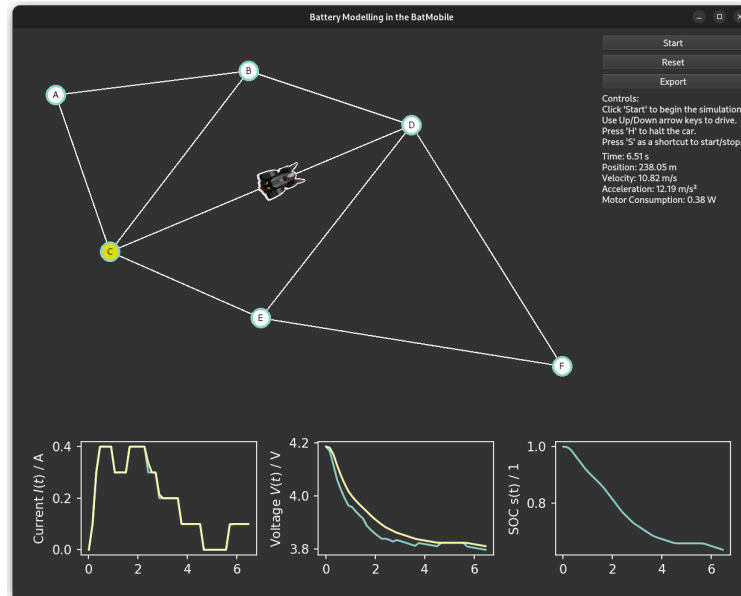 Battery Modelling in the BatMobile
Start
Reset
Export
Controls:
Click 'Start' to begin the simulation
Use Up/Down arrow keys to drive.
Press 'H' to halt the car.
Press 'S' as a shortcut to start/stop.
Time: 6.51 s
Position: 238.05 m
Velocity: 10.82 m/s
Acceleration: 12.19 m/s²
Motor Consumption: 0.38 W
A
B
D
C
E
F
Current I(t) / A
0.4
0.2
0.0
0
2
4
6
Voltage V(t) / V
4.2
4.0
3.8
0
2
4
6
SOC s(t) / 1
1.0
0.8
0
2
4
6